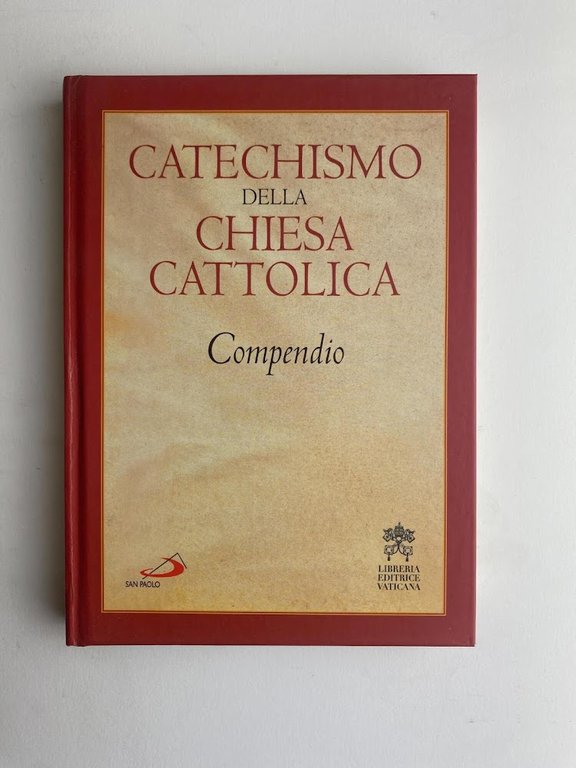 CATECHISMO
DELLA
CHIESA
CATTOLICA
Compendio
SAN PAOLO
LIBRERIA
EDITRICE
VATICANA